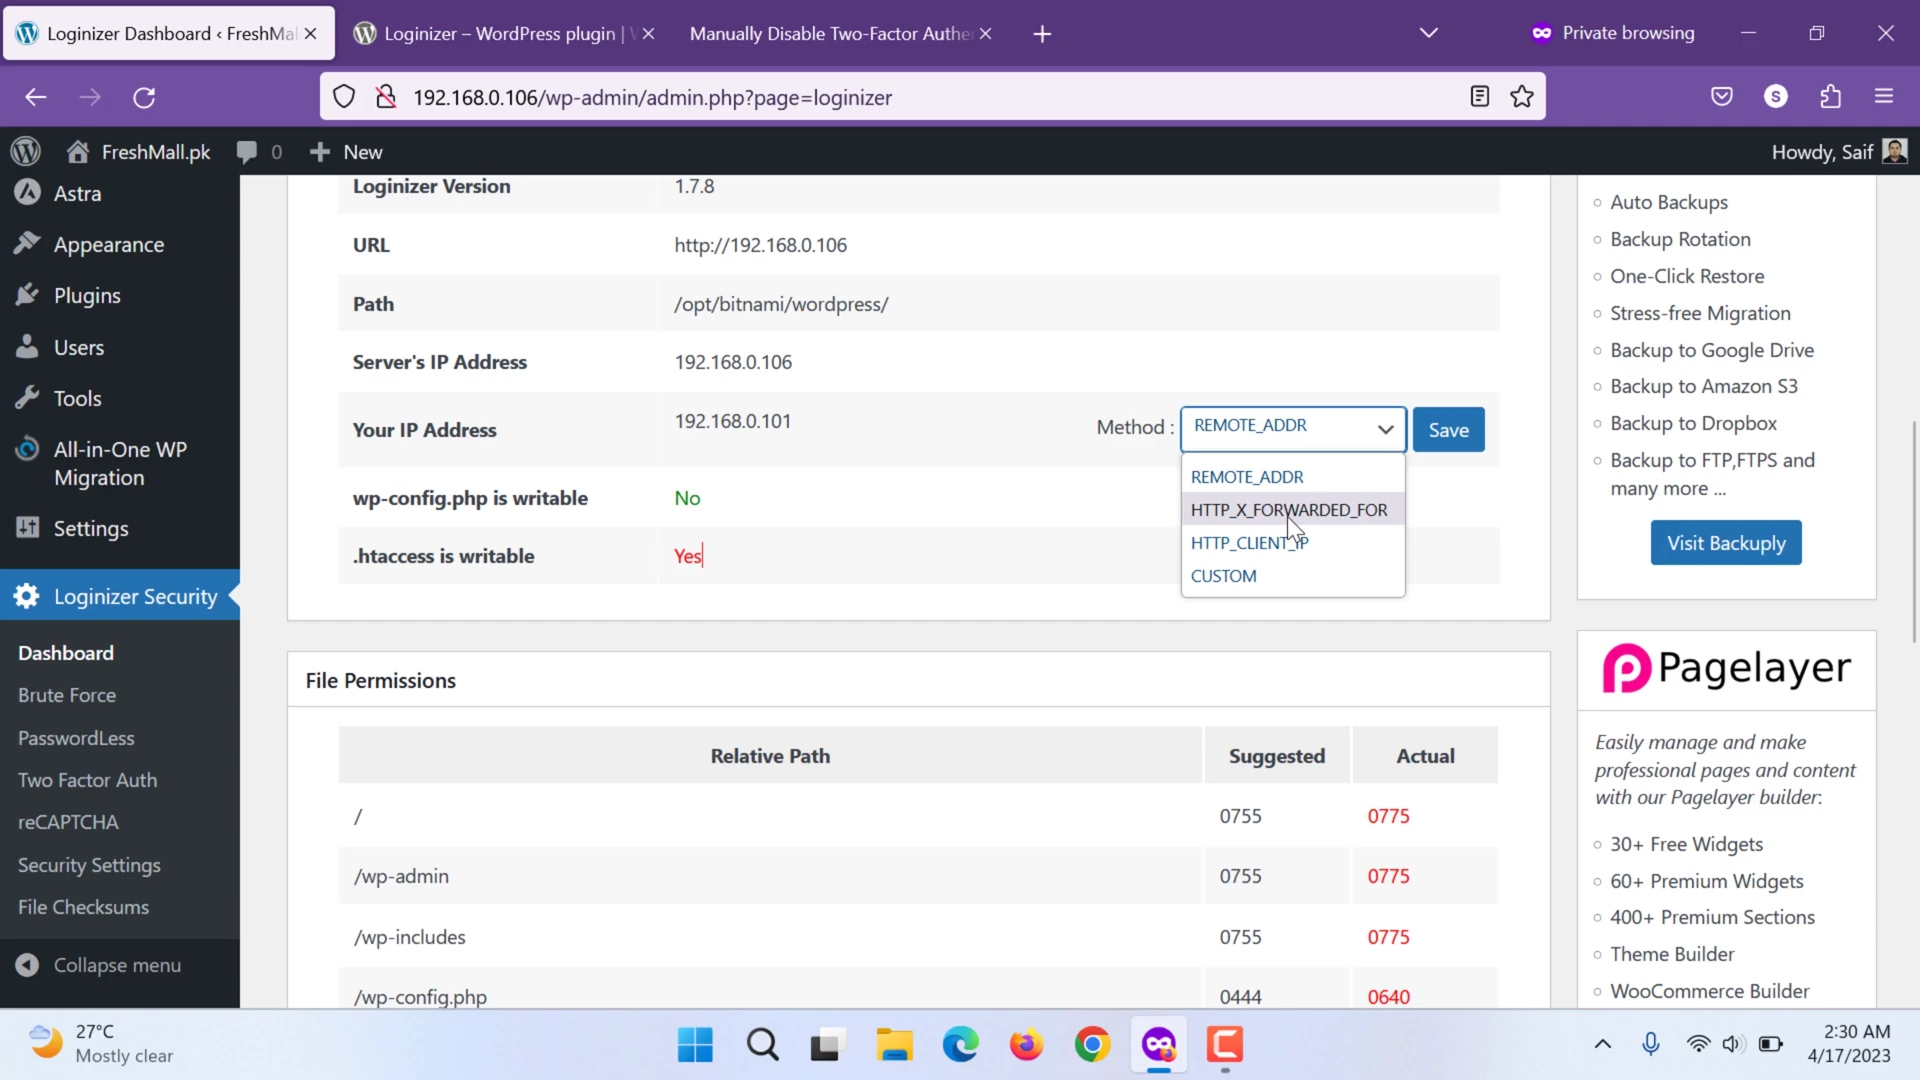 Loginizer Dashboard ‹ FreshMal
Loginizer – WordPress plugin |
Manually Disable Two-Factor Authe
Private browsing
192.168.0.106/wp-admin/admin.php?page=loginizer
S
FreshMall.pk
0
New
Howdy, Saif
Astra
Appearance
Plugins
Users
Tools
All-in-One WP
Migration
Settings
Loginizer Security
Dashboard
Brute Force
PasswordLess
Two Factor Auth
reCAPTCHA
Security Settings
File Checksums
Collapse menu
Loginizer Version 1.7.8
URL http://192.168.0.106
Path /opt/bitnami/wordpress/
Server's IP Address 192.168.0.106
Your IP Address 192.168.0.101 Method : REMOTE_ADDR Save
REMOTE_ADDR
HTTP_X_FORWARDED_FOR
HTTP_CLIENT_IP
CUSTOM
wp-config.php is writable No
.htaccess is writable Yes
File Permissions
Relative Path Suggested Actual
/ 0755 0775
/wp-admin 0755 0775
/wp-includes 0755 0775
/wp-config.php 0444 0640
Auto Backups
Backup Rotation
One-Click Restore
Stress-free Migration
Backup to Google Drive
Backup to Amazon S3
Backup to Dropbox
Backup to FTP,FTPS and
many more ...
Visit Backuply
Pagelayer
Easily manage and make
professional pages and content
with our Pagelayer builder:
30+ Free Widgets
60+ Premium Widgets
400+ Premium Sections
Theme Builder
WooCommerce Builder
27°C
Mostly clear
2:30 AM
4/17/2023